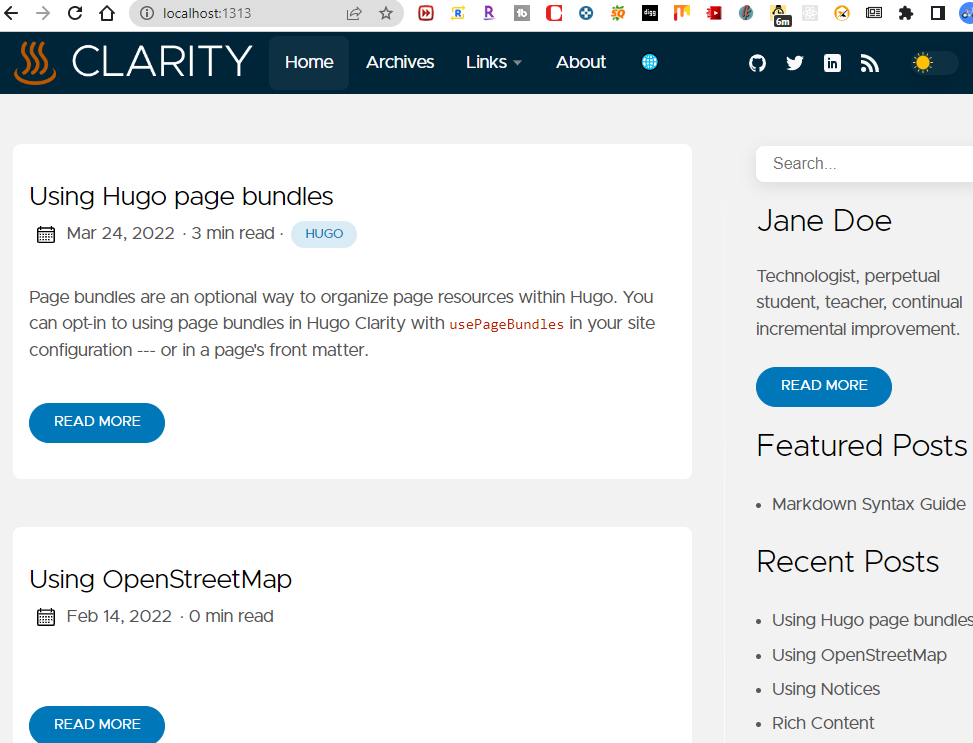 localhost:1313
6m
CLARITY
Home
Archives
Links
About
Using Hugo page bundles
Mar 24, 2022 · 3 min read · HUGO
Page bundles are an optional way to organize page resources within Hugo. You
can opt-in to using page bundles in Hugo Clarity with usePageBundles in your site
configuration --- or in a page's front matter.
READ MORE
Using OpenStreetMap
Feb 14, 2022 · 0 min read
READ MORE
Search...
Jane Doe
Technologist, perpetual
student, teacher, continual
incremental improvement.
READ MORE
Featured Posts
Markdown Syntax Guide
Recent Posts
Using Hugo page bundles
Using OpenStreetMap
Using Notices
Rich Content